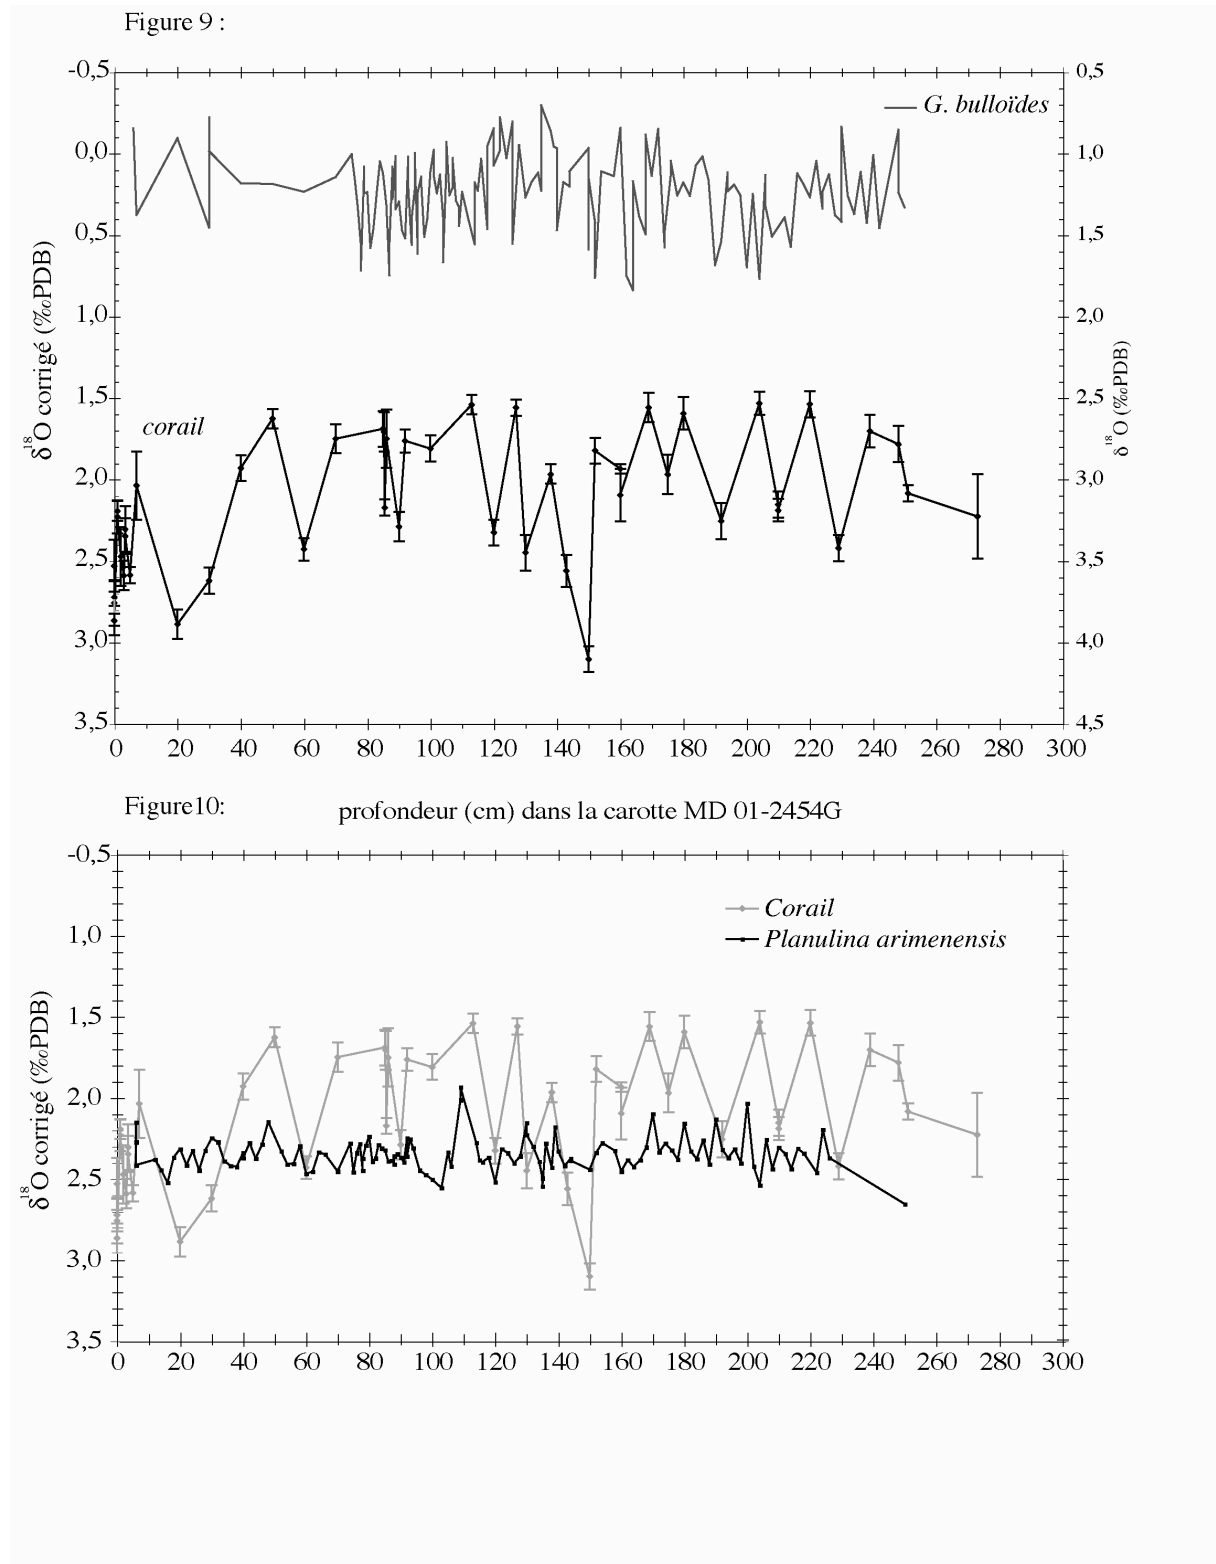 Figure 9 :
-0,5
0,0
0,5
1,0
1,5
2,0
2,5
3,0
3,5
δ18O corrigé (‰PDB)
0,5
1,0
1,5
2,0
2,5
3,0
3,5
4,0
4,5
δ18O (‰PDB)
G. bulloïdes
corail
0 20 40 60 80 100 120 140 160 180 200 220 240 260 280 300
Figure10:
profondeur (cm) dans la carotte MD 01-2454G
-0,5
1,0
1,5
2,0
2,5
3,0
3,5
δ18O corrigé (‰PDB)
Corail
Planulina arimenensis
0 20 40 60 80 100 120 140 160 180 200 220 240 260 280 300